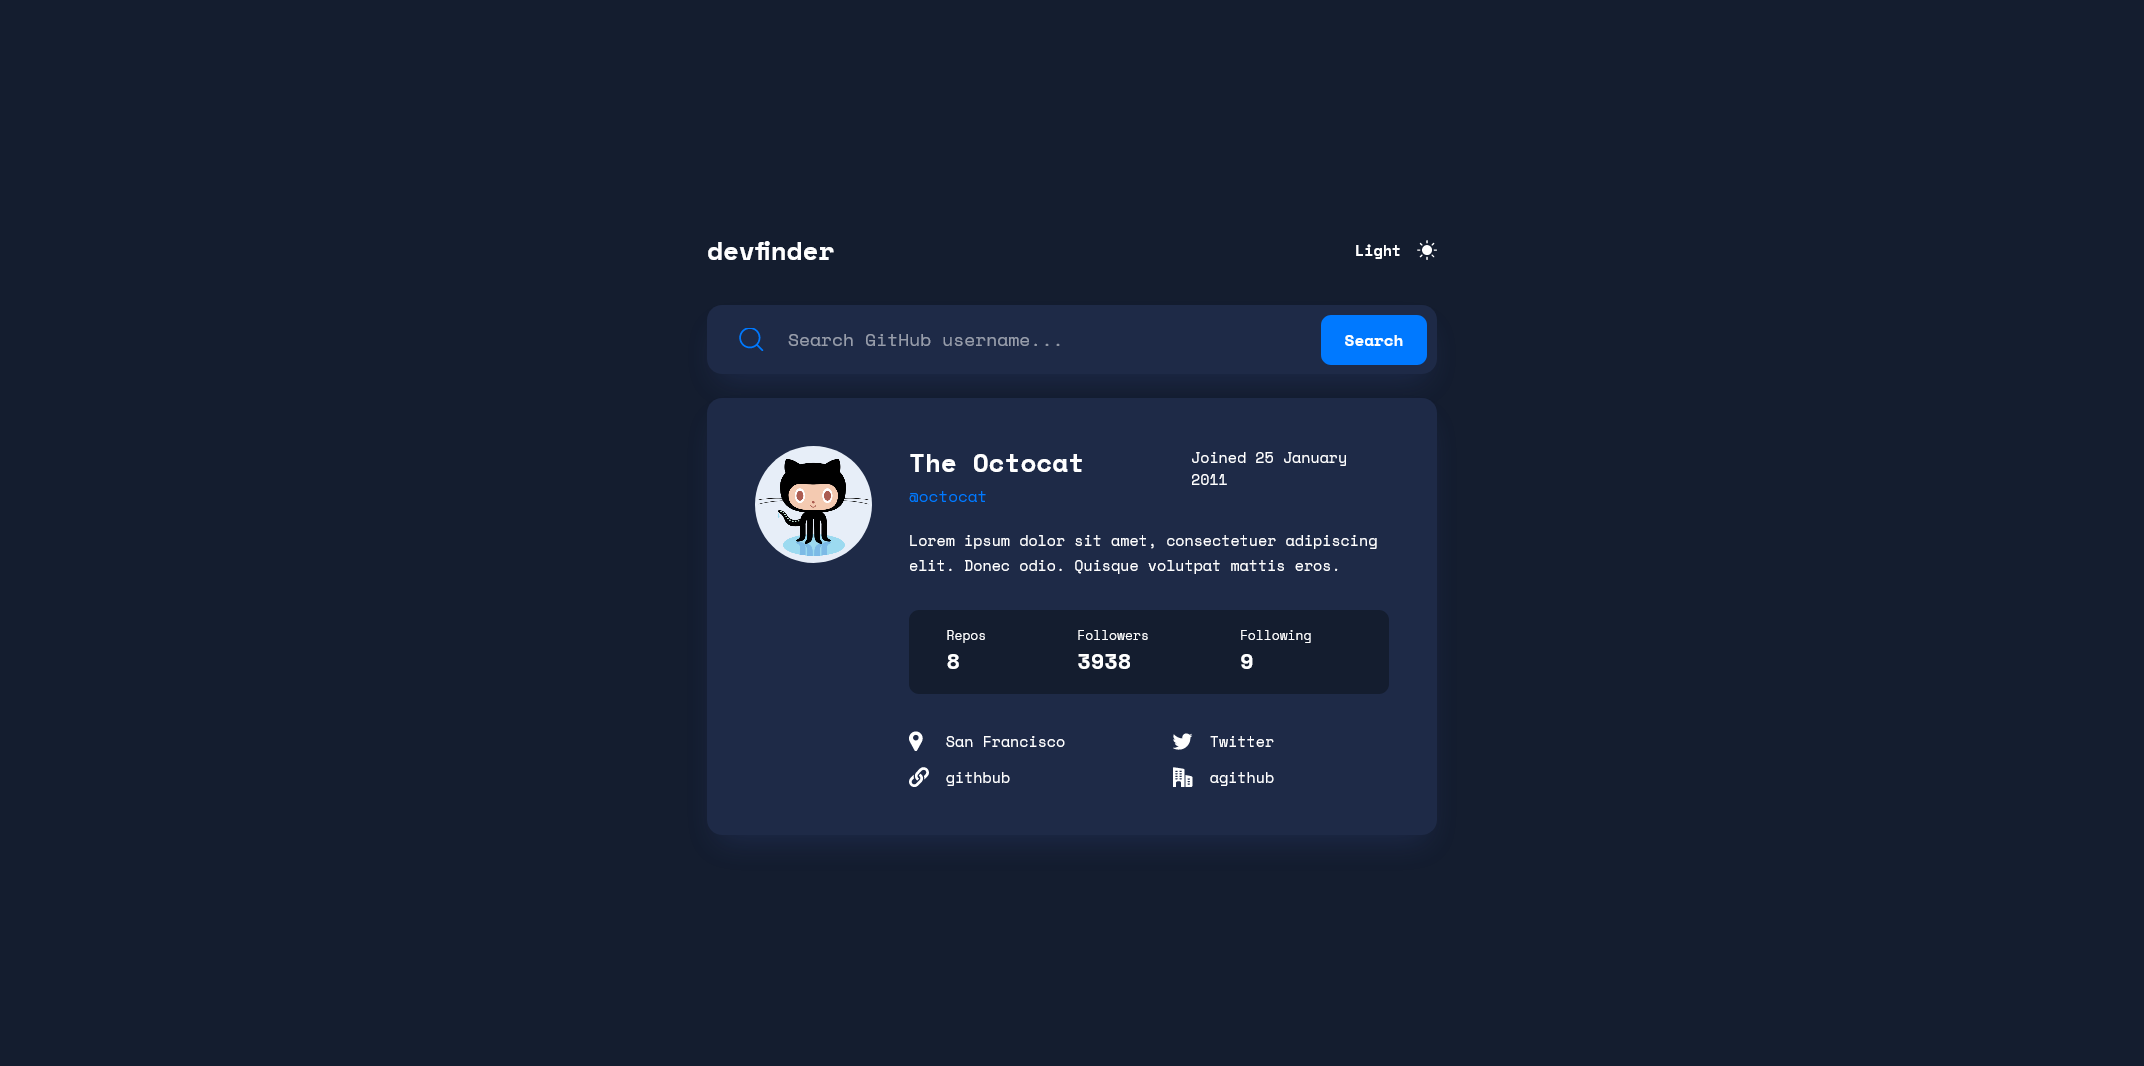 devfinder
Light
Search GitHub username...
Search
The Octocat
Joined 25 January
2011
@octocat
Lorem ipsum dolor sit amet, consectetuer adipiscing
elit. Donec odio. Quisque volutpat mattis eros.
Repos
Followers
Following
8
3938
9
San Francisco
Twitter
githbub
agithub